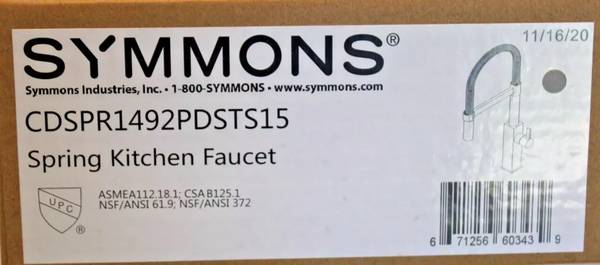 SYMMONS®
11/16/20
Symmons Industries, Inc. • 1-800-SYMMONS • www.symmons.com
CDSPR1492PDSTS15
Spring Kitchen Faucet
UPC
®
ASMEA112.18.1; CSA B125.1
NSF/ANSI 61.9; NSF/ANSI 372
6 71256 60343 9